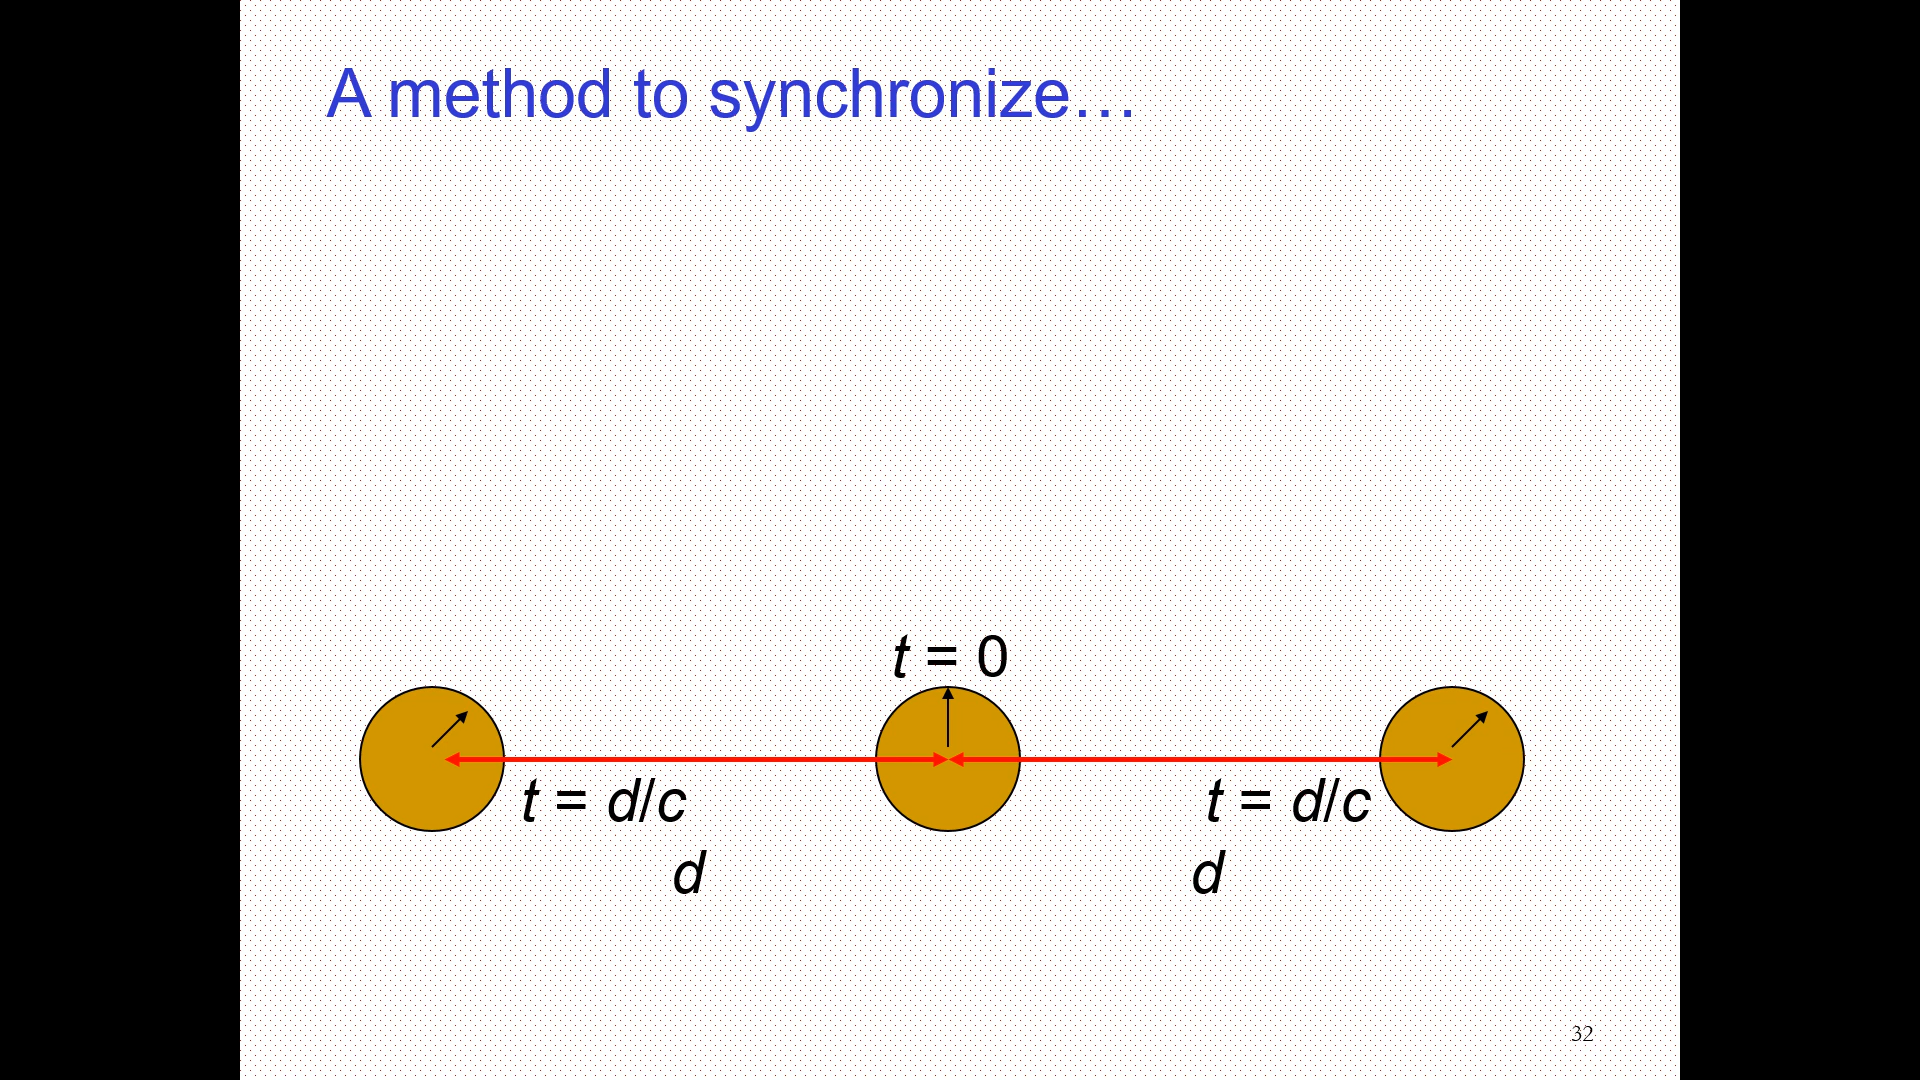 A method to synchronize…
t = 0
t = d/c
t = d/c
d
d
32